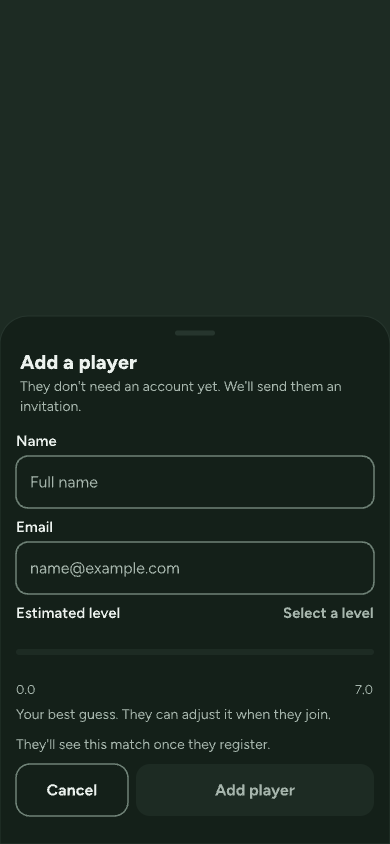 Add a player
They don't need an account yet. We'll send them an
invitation.
Name
Full name
Email
name@example.com
Estimated level Select a level
0.0 7.0
Your best guess. They can adjust it when they join.
They'll see this match once they register.
Cancel Add player